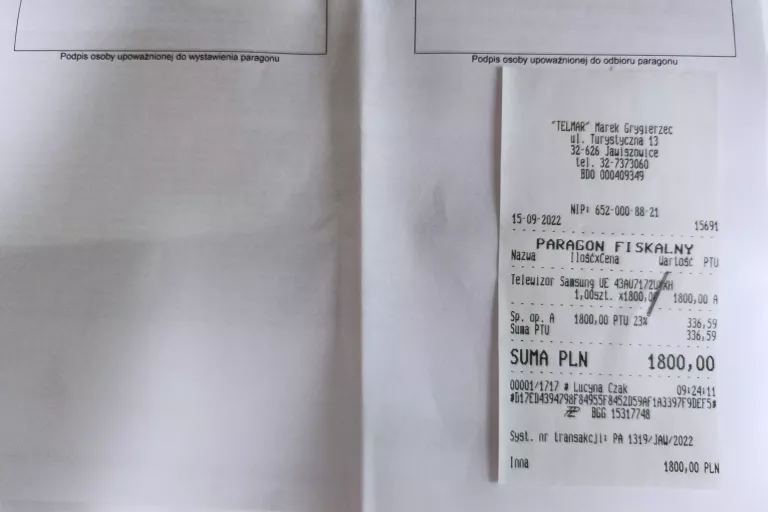 Podpis osoby upoważnionej do wystawienia paragonu
Podpis osoby upoważnionej do odbioru paragonu
"TELMAR" Marek Grygierzec
ul. Turystyczna 13
32-626 Jawiszowice
tel. 32-7373060
BDO 000409349
NIP: 652-000-88-21
15-09-2022 15691
PARAGON FISKALNY
Nazwa IlośćxCena Wartość PTU
Telewizor Samsung UE
1,00szt. x1800,0 1800,00 A
Sp. op. A 1800,00 PTU 23% 336,59
Suma PTU 336,59
SUMA PLN 1800,00
00001/1717 # Lucyna Czak 09:24:11
BGG 15317748
Syst. nr transakcji: PA 1319/JAW/2022
Inna 1800,00 PLN